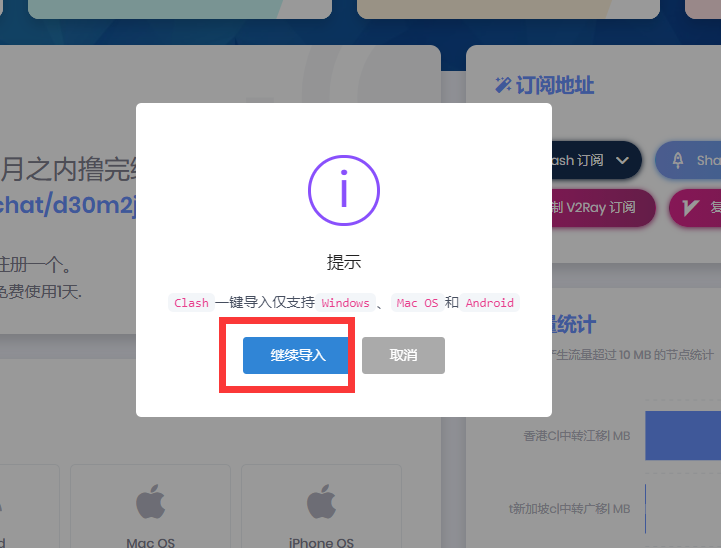 订阅地址
月之内撸完
ash 订阅
Sha
chat/d30m2j
制 V2Ray 订阅
复
提示
注册一个。
免费使用1天.
Clash 一键导入仅支持 Windows 、 Mac OS 和 Android
量统计
继续导入
取消
产生流量超过 10 MB 的节点统计
香港C|中转江移| MB
t新加坡c|中转广移| MB
d
Mac OS
iPhone OS